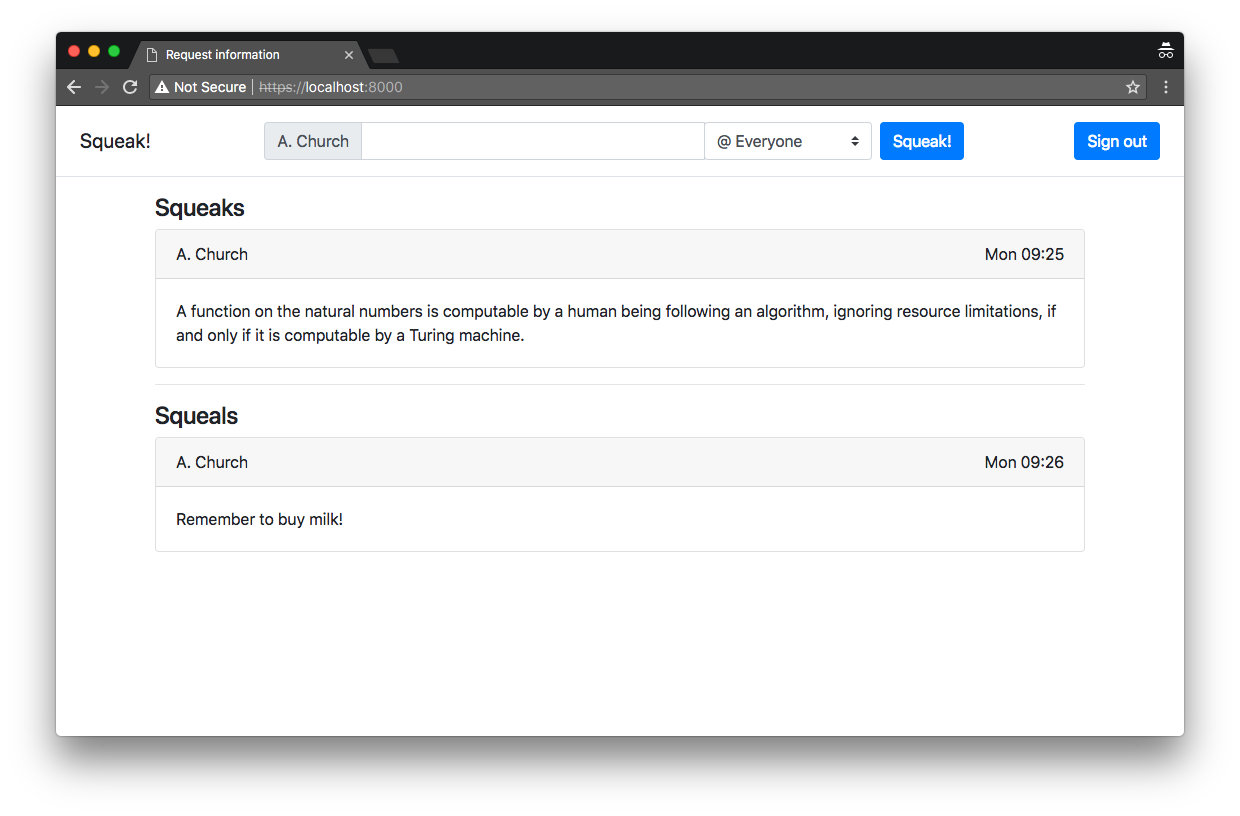 Request information
Not Secure | https://localhost:8000
Squeak! A. Church @ Everyone Squeak! Sign out
Squeaks
A. Church Mon 09:25
A function on the natural numbers is computable by a human being following an algorithm, ignoring resource limitations, if
and only if it is computable by a Turing machine.
Squeals
A. Church Mon 09:26
Remember to buy milk!